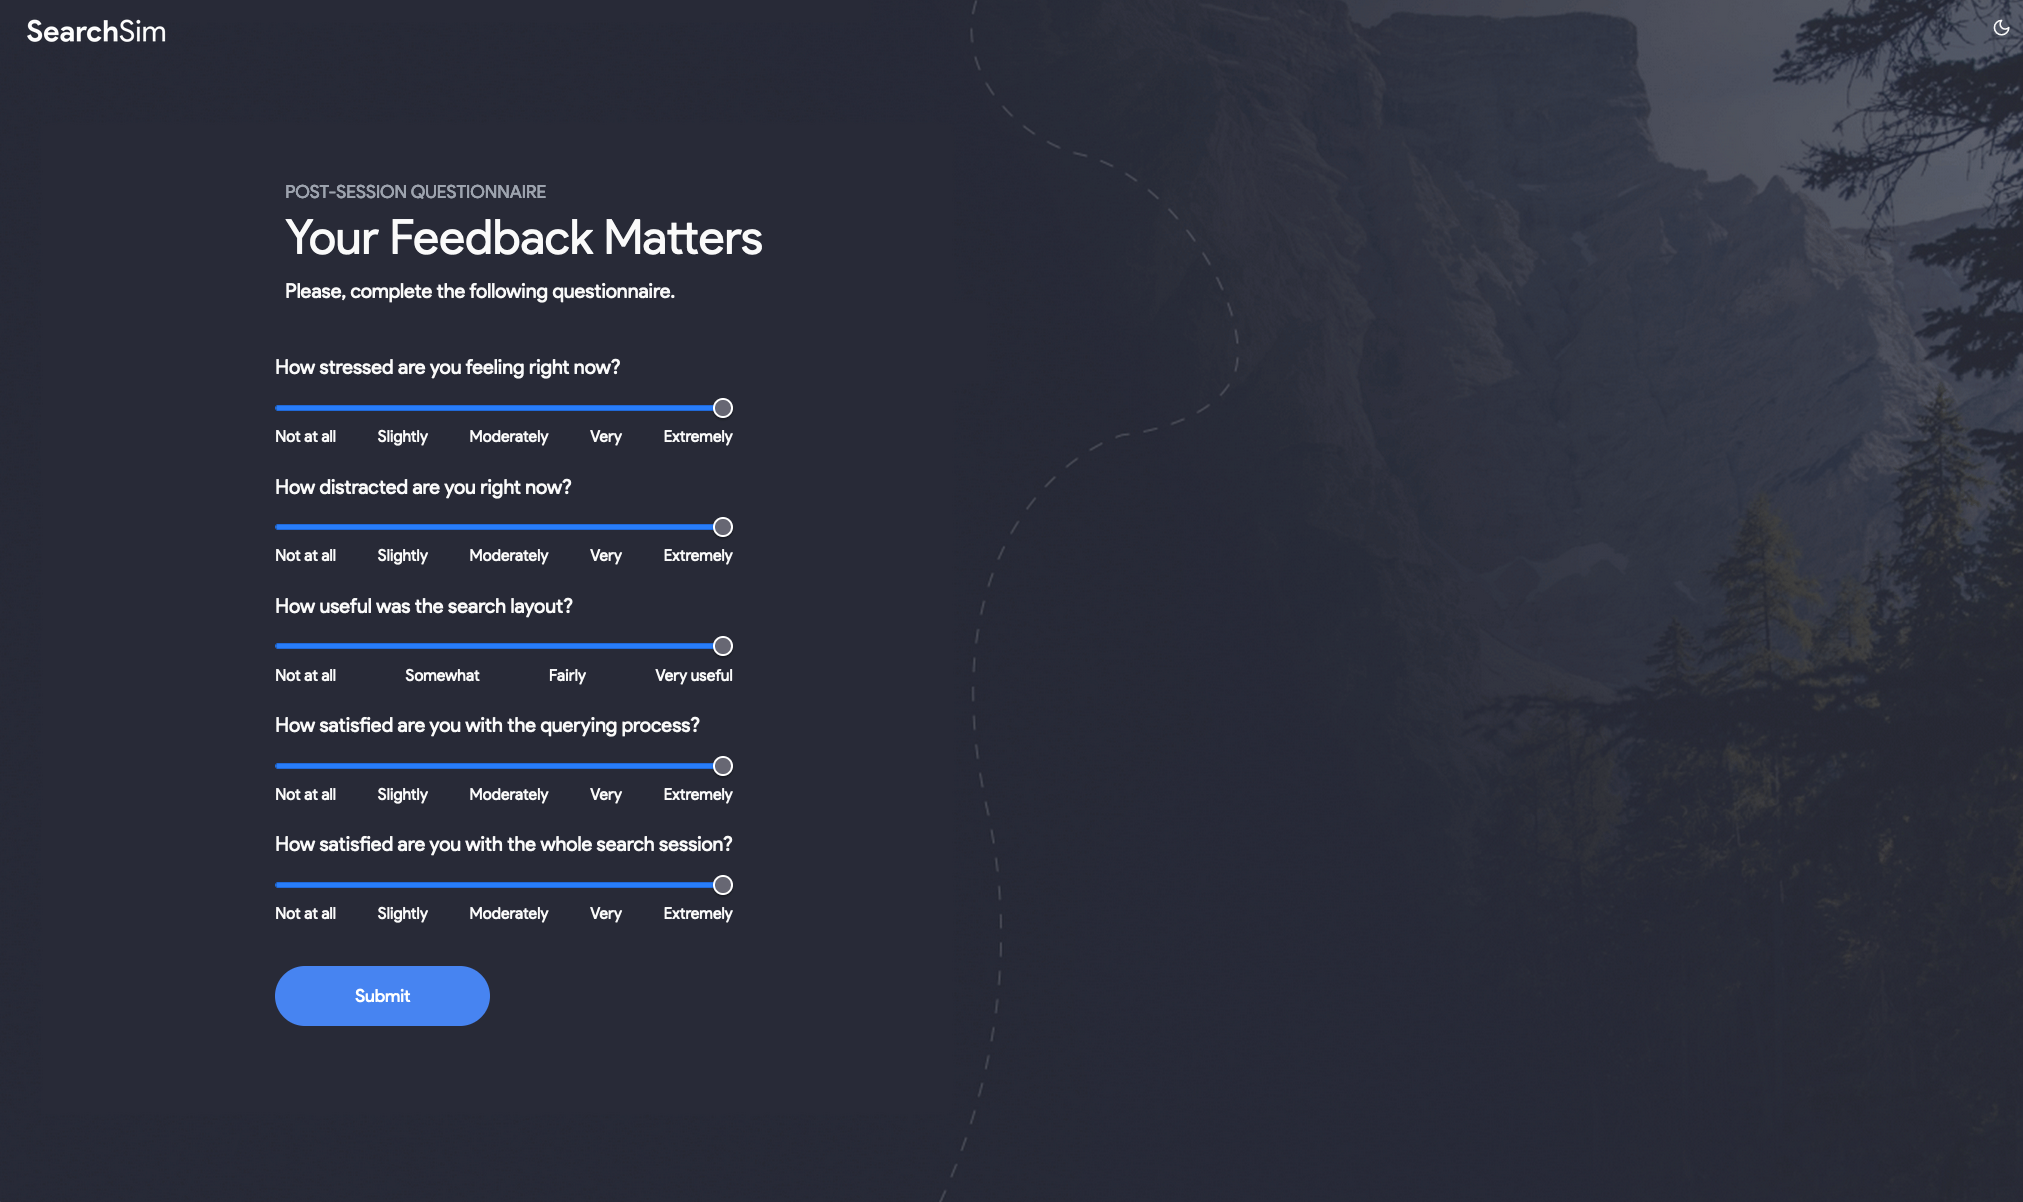 SearchSim
POST-SESSION QUESTIONNAIRE
Your Feedback Matters
Please, complete the following questionnaire.
How stressed are you feeling right now?
Not at all Slightly Moderately Very Extremely
How distracted are you right now?
Not at all Slightly Moderately Very Extremely
How useful was the search layout?
Not at all Somewhat Fairly Very useful
How satisfied are you with the querying process?
Not at all Slightly Moderately Very Extremely
How satisfied are you with the whole search session?
Not at all Slightly Moderately Very Extremely
Submit